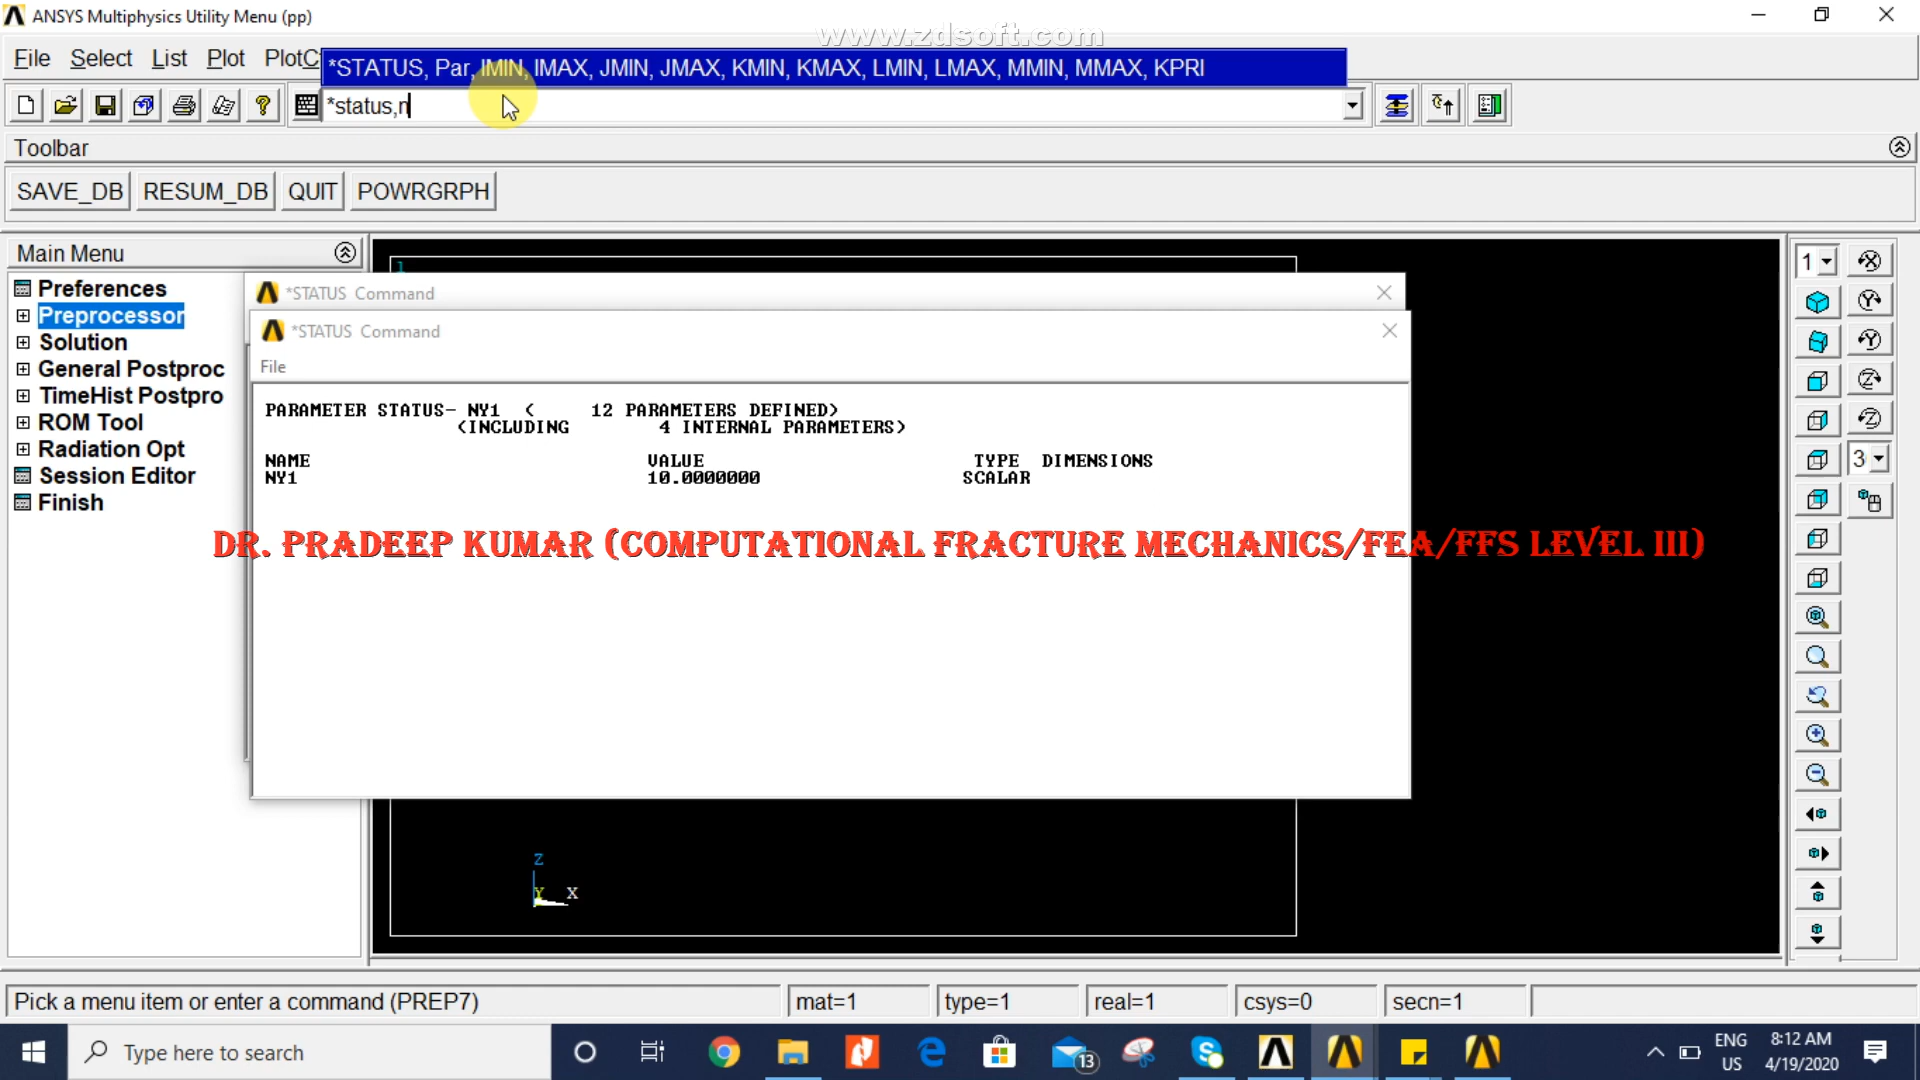 ANSYS Multiphysics Utility Menu (pp)
www.zdsoft.com
File Select List Plot PlotC
*STATUS, Par, IMIN, IMAX, JMIN, JMAX, KMIN, KMAX, LMIN, LMAX, MMIN, MMAX, KPRI
*status,n
Toolbar
SAVE_DB RESUM_DB QUIT POWRGRPH
Main Menu
1
1
Preferences
Preprocessor
Solution
General Postproc
TimeHist Postpro
ROM Tool
Radiation Opt
Session Editor
Finish
*STATUS Command
*STATUS Command
File
PARAMETER STATUS- NY1 ( 12 PARAMETERS DEFINED)
(INCLUDING 4 INTERNAL PARAMETERS)
NAME VALUE TYPE DIMENSIONS
NY1 10.0000000 SCALAR
DR. PRADEEP KUMAR (COMPUTATIONAL FRACTURE MECHANICS/FEA/FFS LEVEL III)
3
Z
Y X
Pick a menu item or enter a command (PREP7) mat=1 type=1 real=1 csys=0 secn=1
Type here to search
13
ENG
US
8:12 AM
4/19/2020